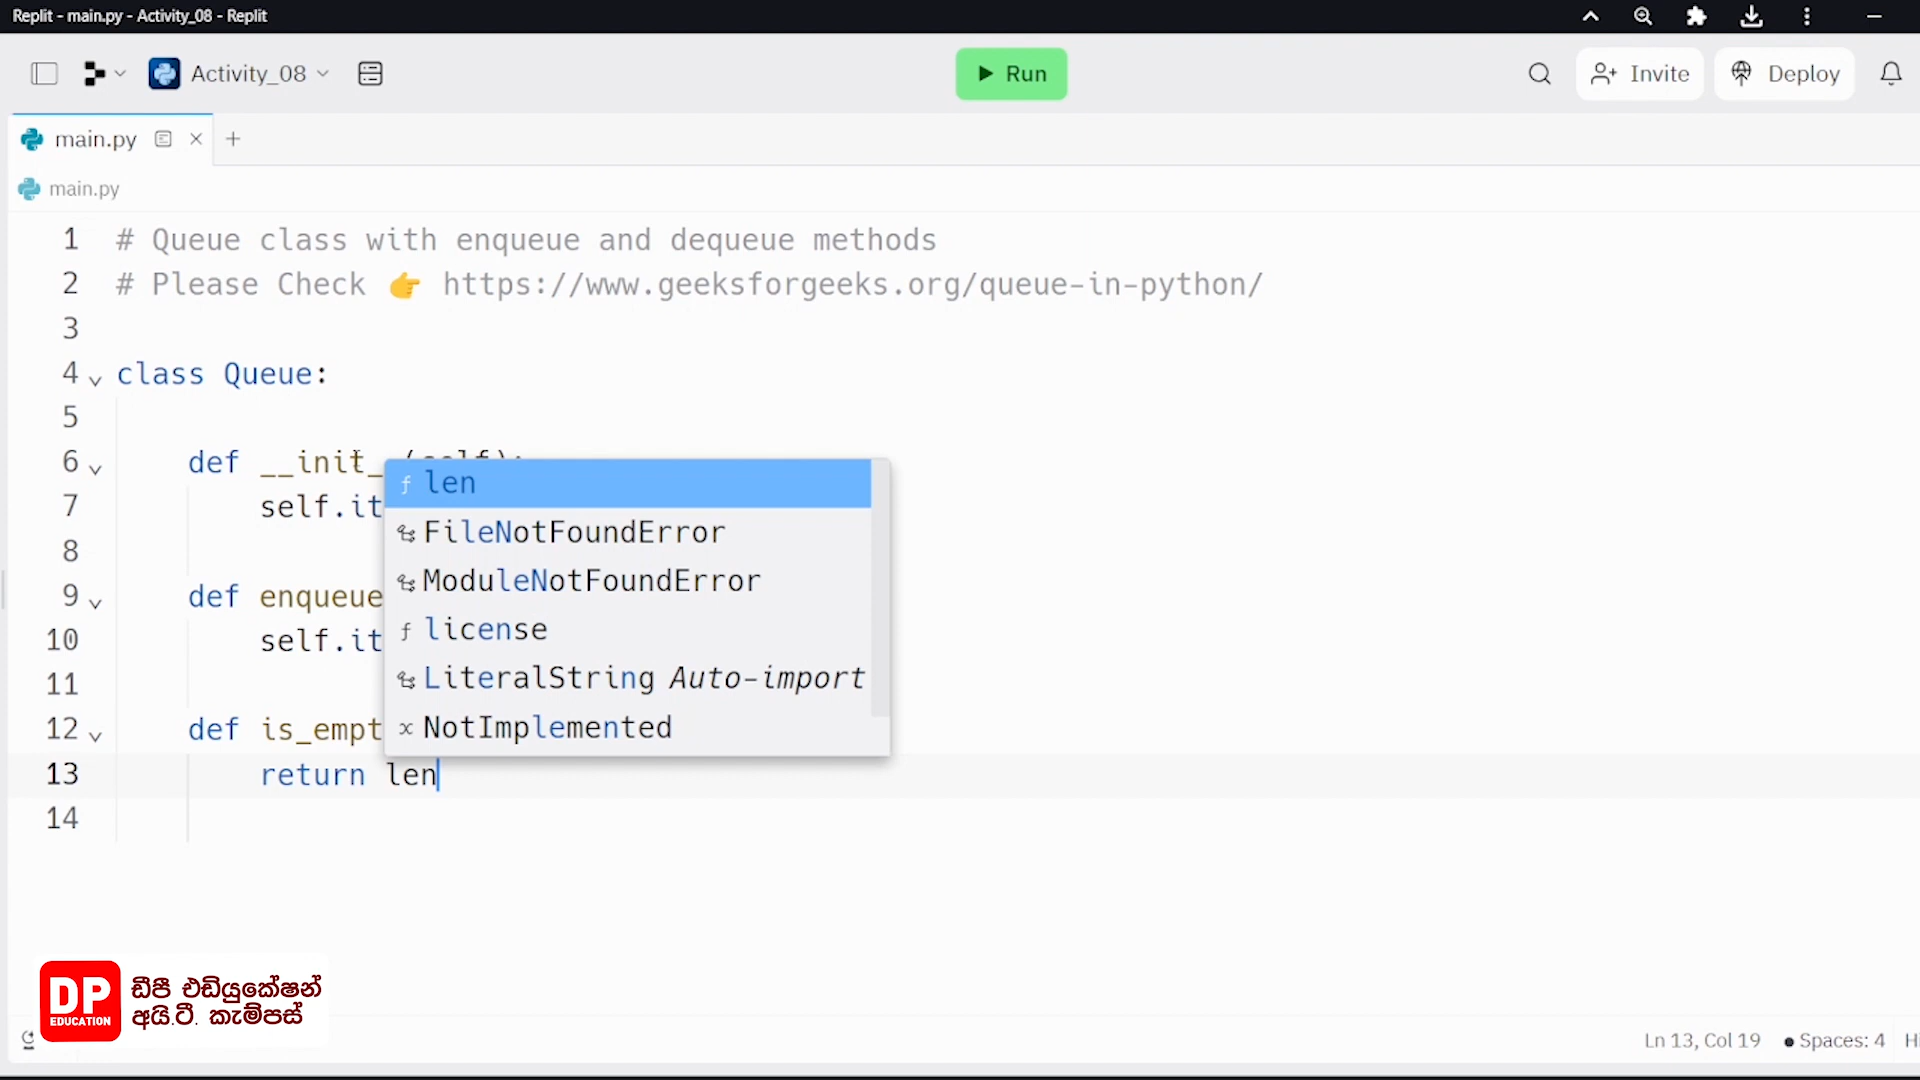 Replit - main.py - Activity_08 - Replit
Activity_08
Run
Invite
Deploy
main.py
main.py
1 # Queue class with enqueue and dequeue methods
2 # Please Check 👉 https://www.geeksforgeeks.org/queue-in-python/
3
4 class Queue:
5
6 def __init_ (self):
7 self.it
8
9 def enqueue
10 self.it
11
12 def is_empt
13 return len
14
len
FileNotFoundError
ModuleNotFoundError
license
LiteralString Auto-import
NotImplemented
DP
EDUCATION
ඩීපී එඩියුකේෂන්
අයි.ටී. කැම්පස්
Ln 13, Col 19
Spaces: 4